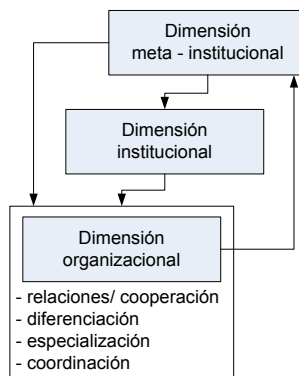 Dimensión
meta - institucional
Dimensión
institucional
Dimensión
organizacional
- relaciones/ cooperación
- diferenciación
- especialización
- coordinación